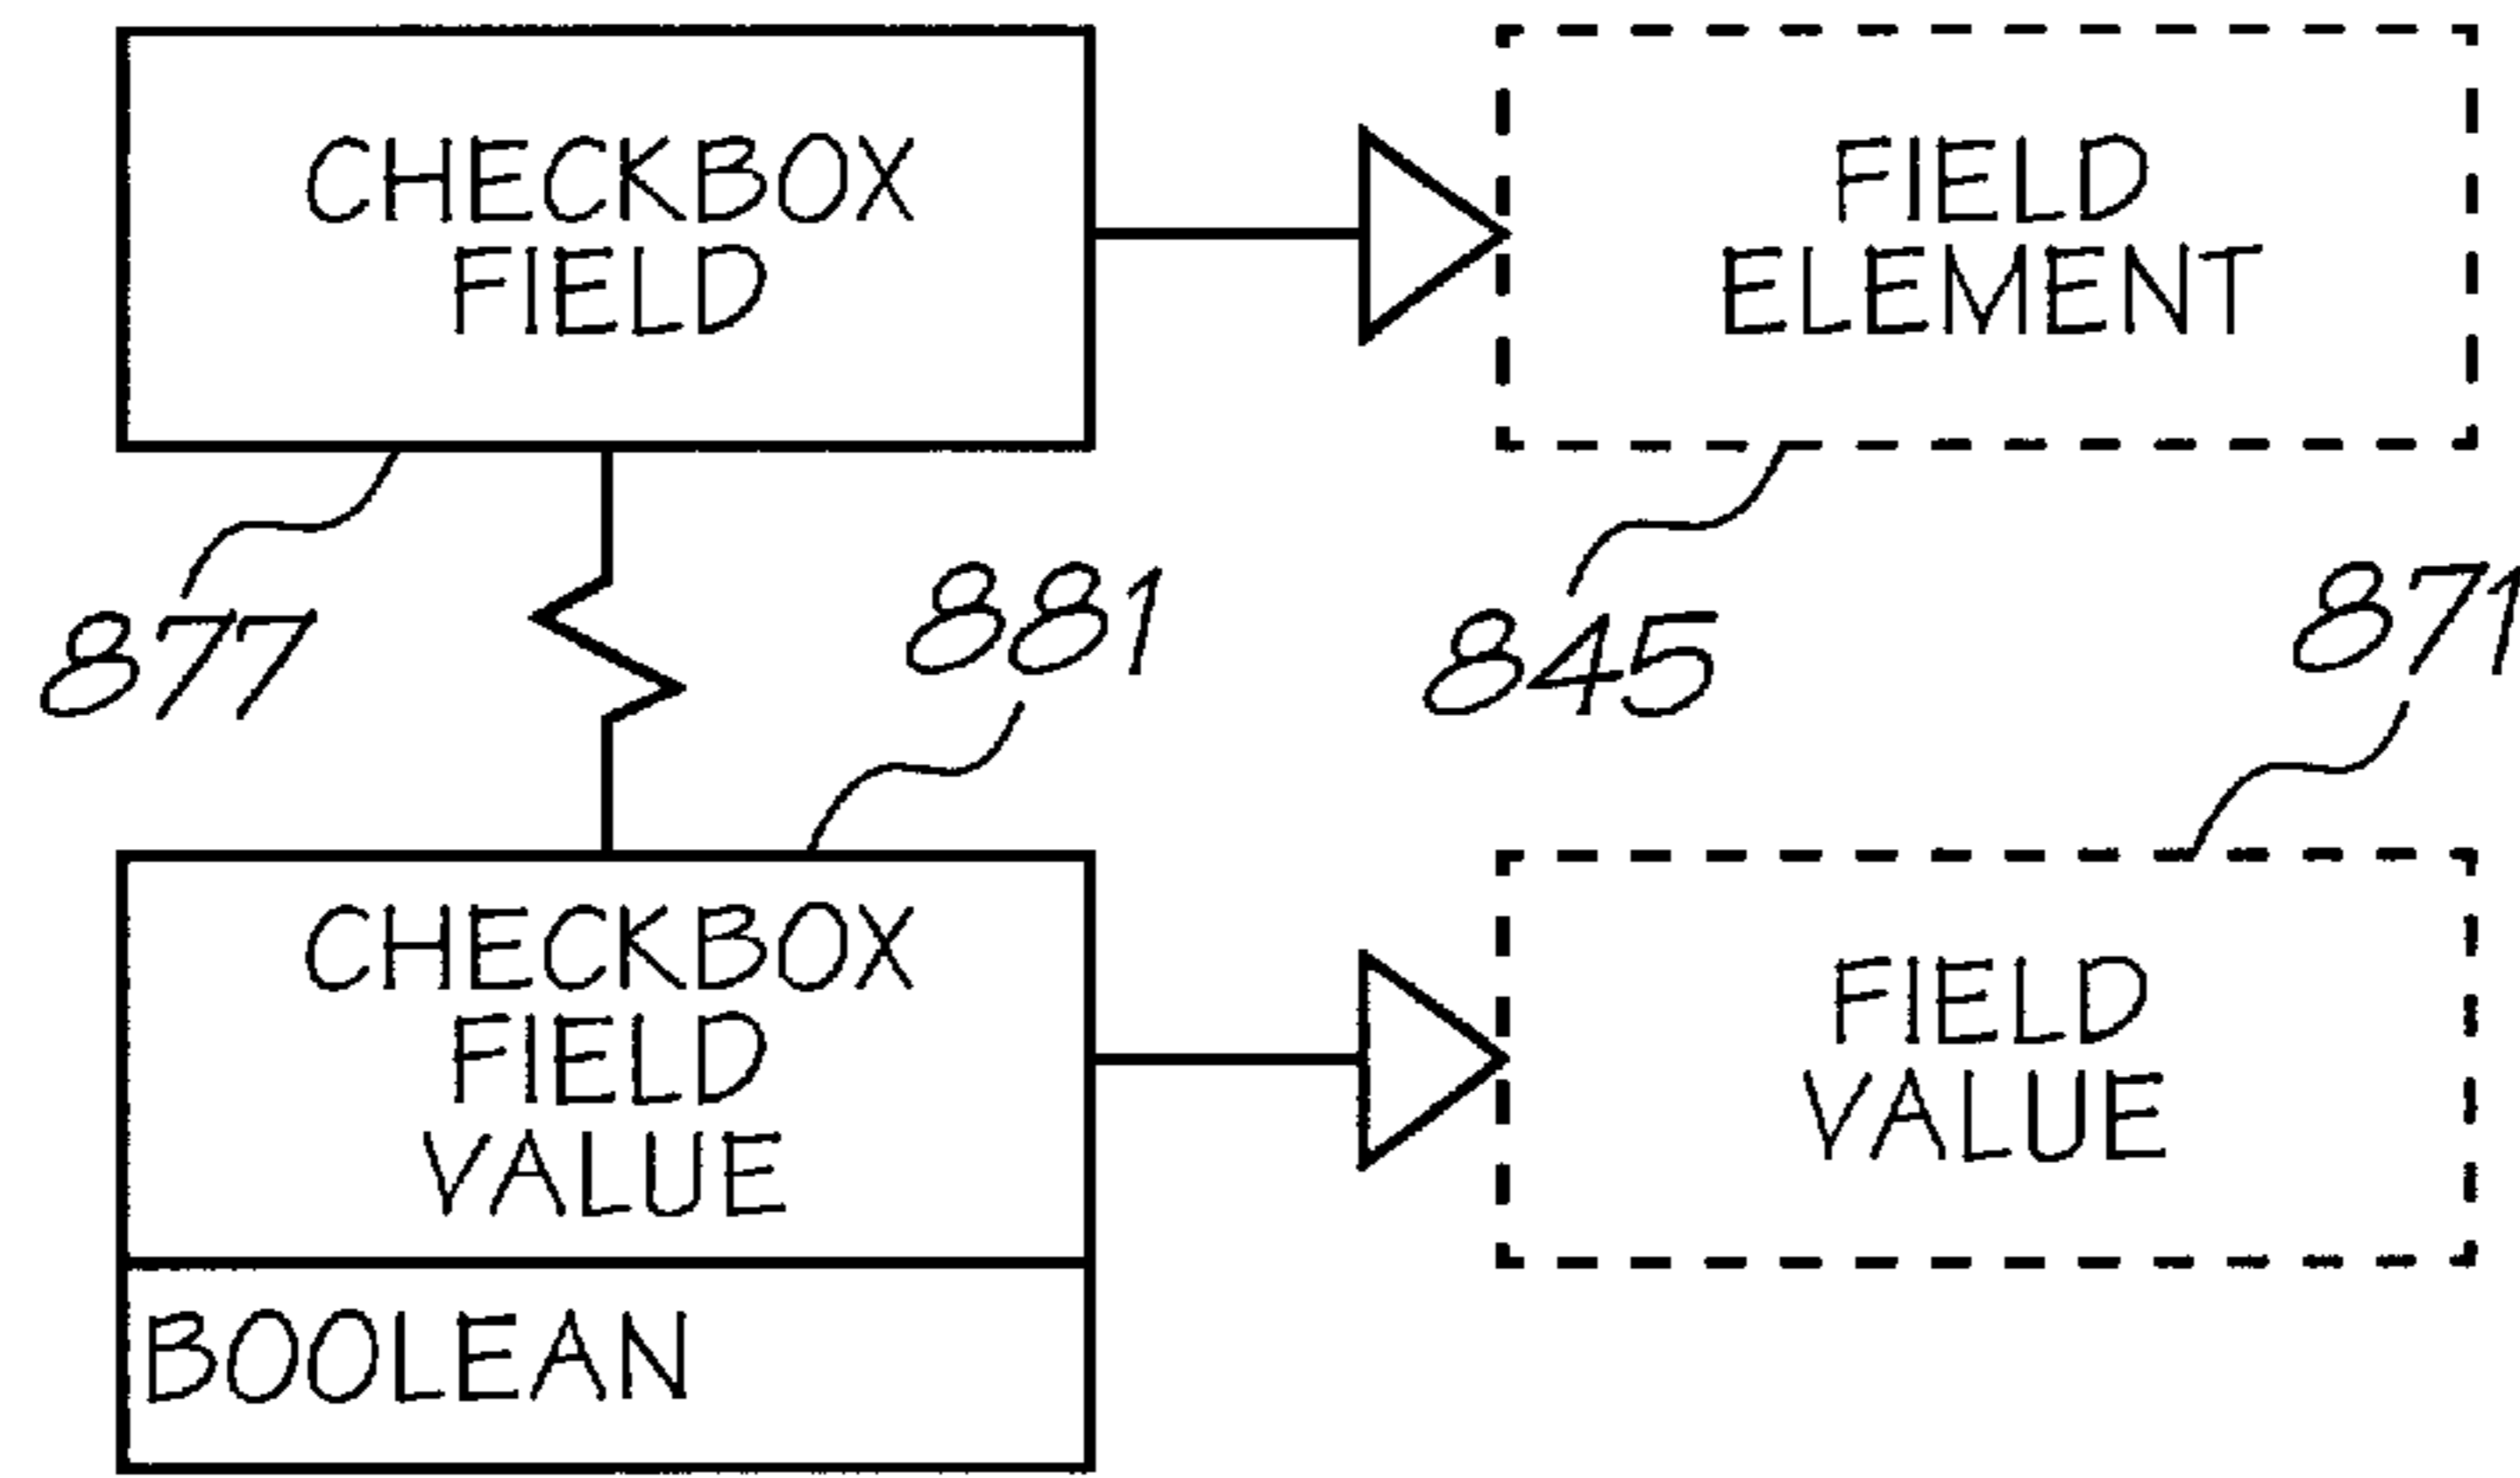 CHECKBOX
FIELD
FIELD
ELEMENT
877
881
845
871
CHECKBOX
FIELD
VALUE
BOOLEAN
FIELD
VALUE